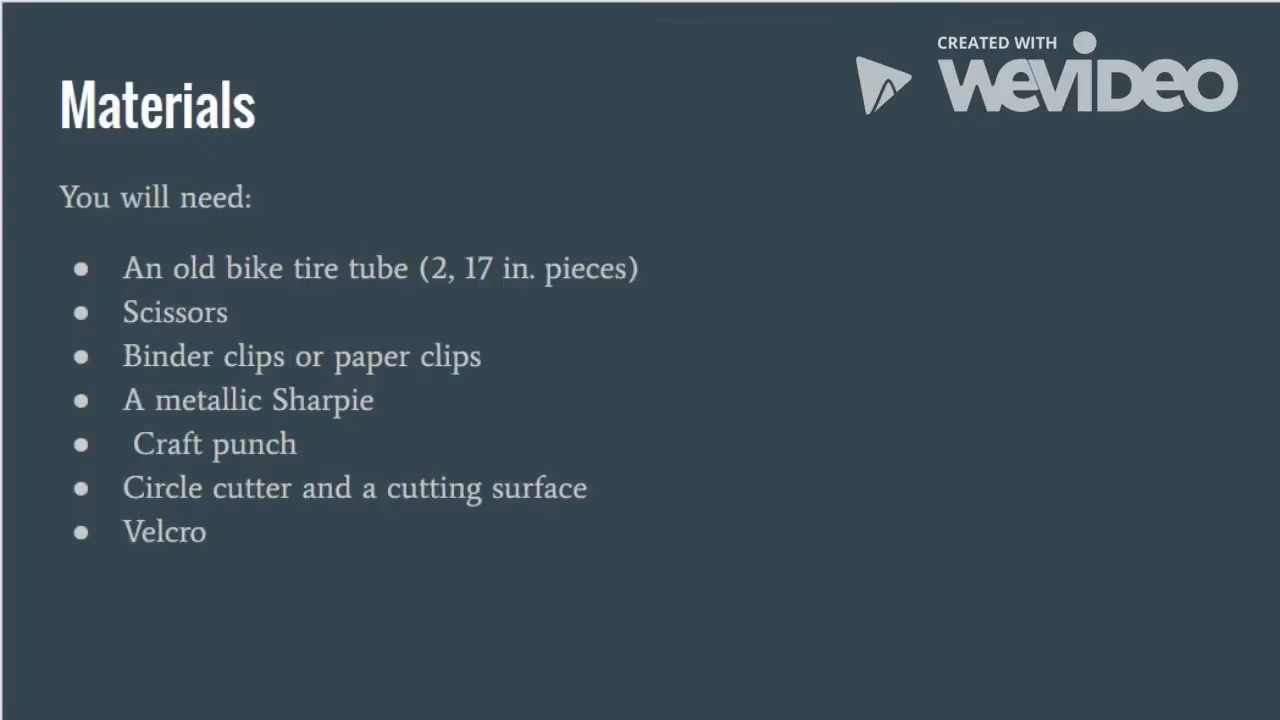 CREATED WITH
WEVIDEO
Materials
You will need:
● An old bike tire tube (2, 17 in. pieces)
● Scissors
● Binder clips or paper clips
● A metallic Sharpie
● Craft punch
● Circle cutter and a cutting surface
● Velcro